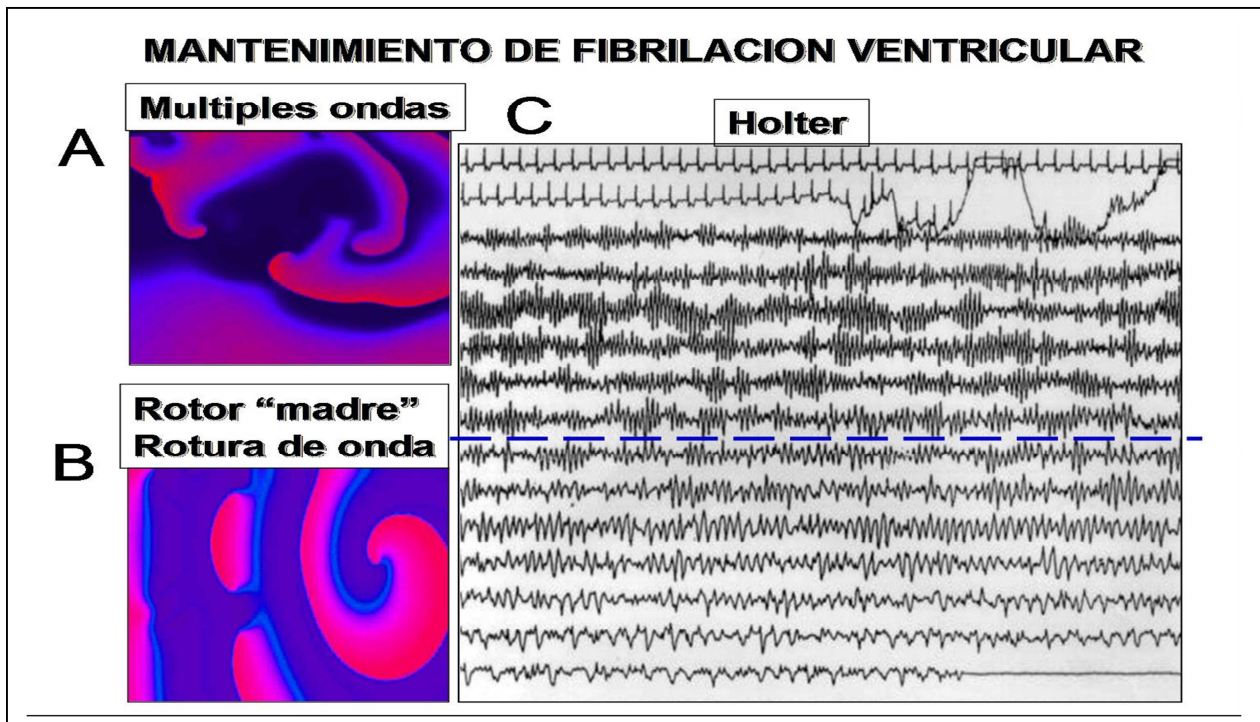 MANTENIMIENTO DE FIBRILACION VENTRICULAR
A
Multiples ondas
B
Rotor “madre”
Rotura de onda
C
Holter